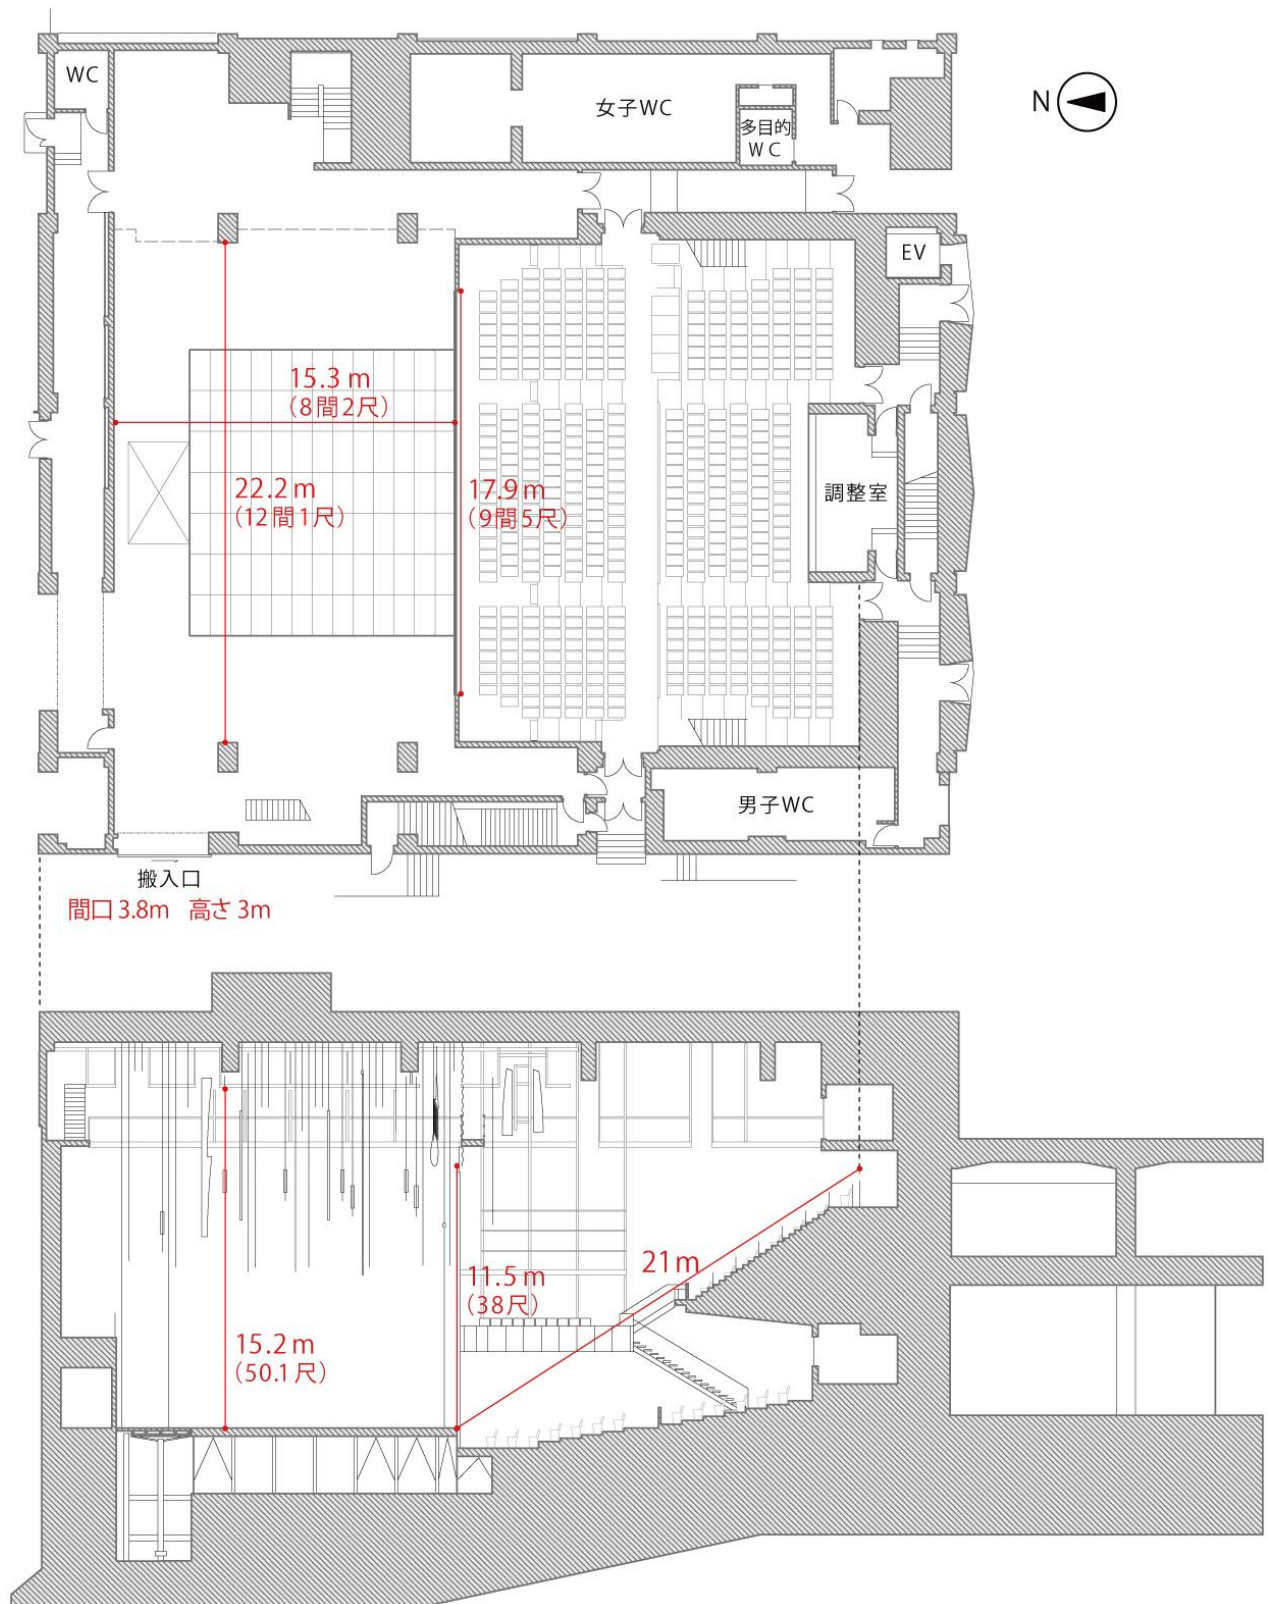 WC
女子WC
多目的
WC
N
EV
15.3 m
（8間2尺）
22.2 m
（12間1尺）
17.9 m
（9間5尺）
調整室
男子WC
搬入口
間口 3.8m 高さ 3m
21m
11.5 m
（38尺）
15.2 m
（50.1尺）